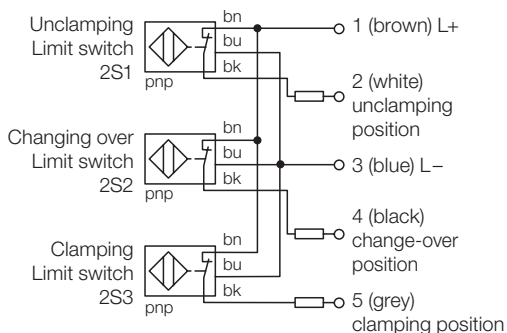 Unclamping
Limit switch
2S1
pnp
bn
bu
bk
1 (brown) L+
2 (white)
unclamping
position
Changing over
Limit switch
2S2
pnp
bn
bu
bk
3 (blue) L−
4 (black)
change-over
position
Clamping
Limit switch
2S3
pnp
bn
bu
bk
5 (grey)
clamping position